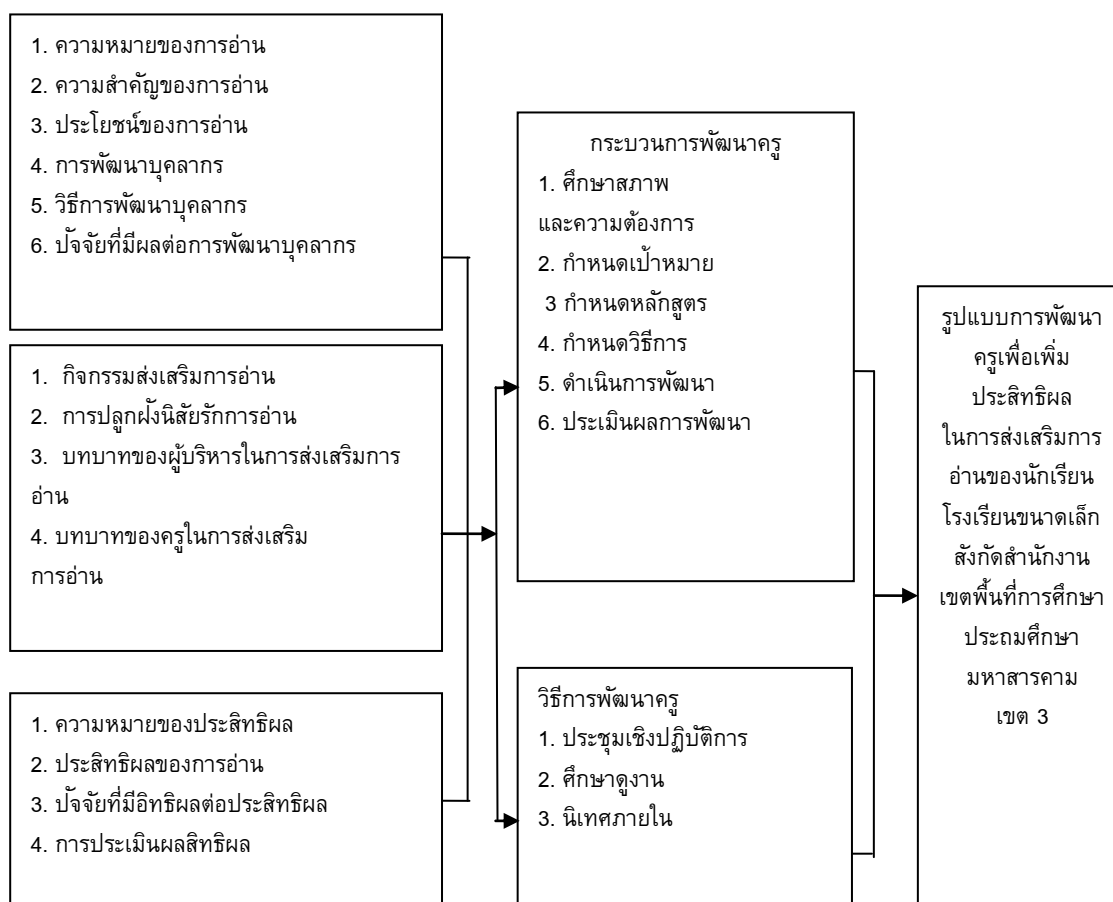 1. ความหมายของการอ่าน
2. ความสำคัญของการอ่าน
3. ประโยชน์ของการอ่าน
4. การพัฒนาบุคลากร
5. วิธีการพัฒนาบุคลากร
6. ปัจจัยที่มีผลต่อการพัฒนาบุคลากร
1. กิจกรรมส่งเสริมการอ่าน
2. การปลูกฝังนิสัยรักการอ่าน
3. บทบาทของผู้บริหารในการส่งเสริมการ
อ่าน
4. บทบาทของครูในการส่งเสริม
การอ่าน
1. ความหมายของประสิทธิผล
2. ประสิทธิผลของการอ่าน
3. ปัจจัยที่มีอิทธิผลต่อประสิทธิผล
4. การประเมินผลสิทธิผล
กระบวนการพัฒนาครู
1. ศึกษาสภาพ
และความต้องการ
2. กำหนดเป้าหมาย
3 กำหนดหลักสูตร
4. กำหนดวิธีการ
5. ดำเนินการพัฒนา
6. ประเมินผลการพัฒนา
วิธีการพัฒนาครู
1. ประชุมเชิงปฏิบัติการ
2. ศึกษาดูงาน
3. นิเทศภายใน
รูปแบบการพัฒนา
ครูเพื่อเพิ่ม
ประสิทธิผล
ในการส่งเสริมการ
อ่านของนักเรียน
โรงเรียนขนาดเล็ก
สังกัดสำนักงาน
เขตพื้นที่การศึกษา
ประถมศึกษา
มหาสารคาม
เขต 3